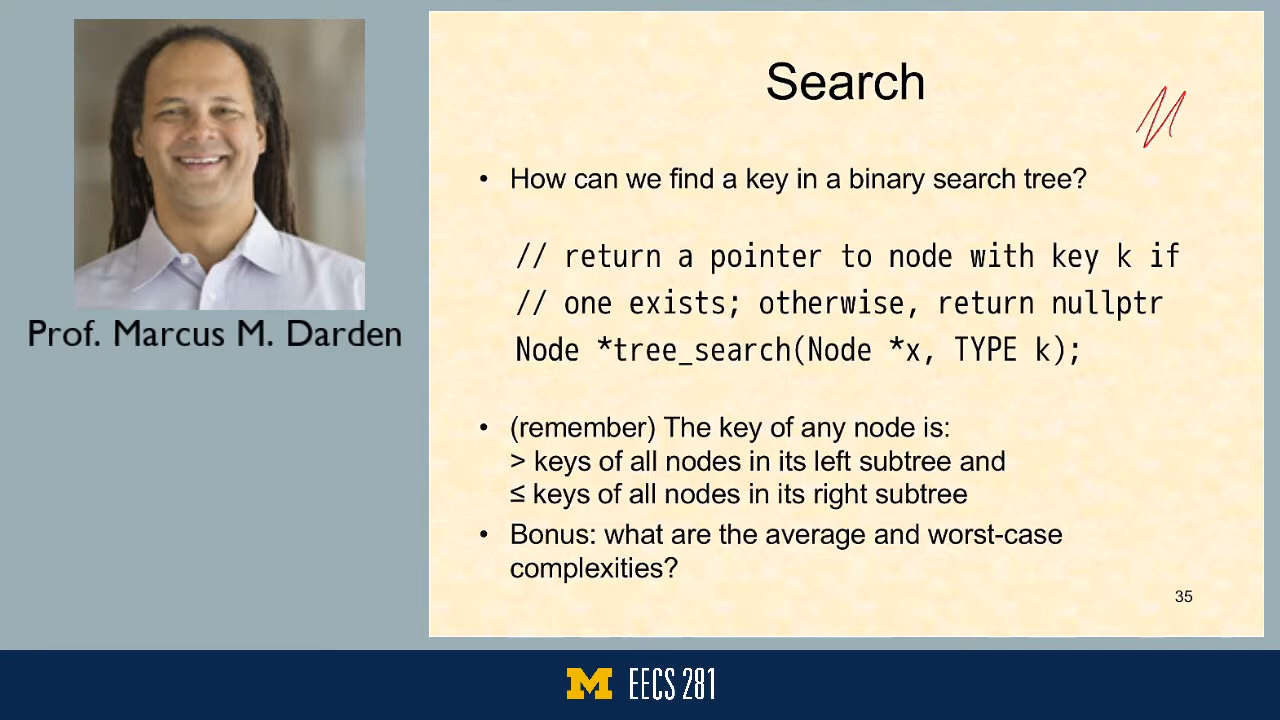 Prof. Marcus M. Darden
Search
• How can we find a key in a binary search tree?
// return a pointer to node with key k if
// one exists; otherwise, return nullptr
Node *tree_search(Node *x, TYPE k);
• (remember) The key of any node is:
> keys of all nodes in its left subtree and
≤ keys of all nodes in its right subtree
• Bonus: what are the average and worst-case
complexities?
35
M EECS 281